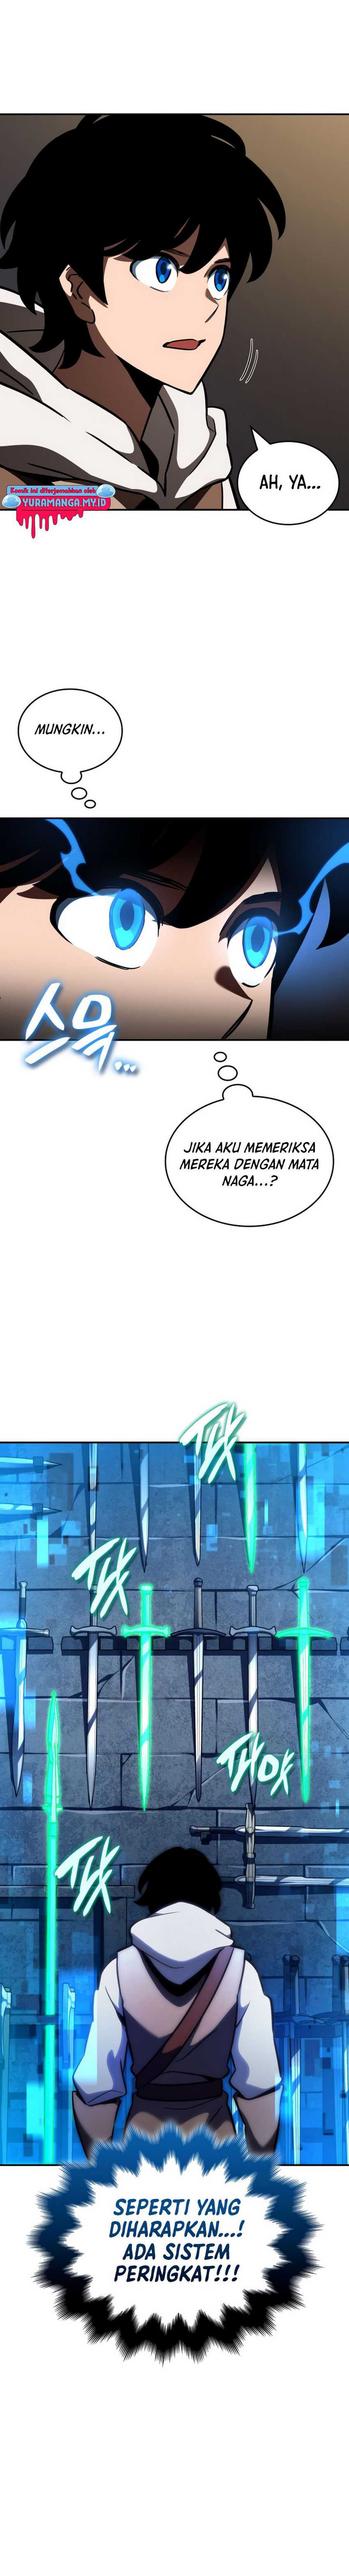 AH, YA...
Komik ini diterjemahkan oleh
YURAMANGA.MY.ID
MUNGKIN...
스윽...
JIKA AKU MEMERIKSA
MEREKA DENGAN MATA
NAGA...?
SEPERTI YANG
DIHARAPKAN...!
ADA SISTEM
PERINGKAT!!!